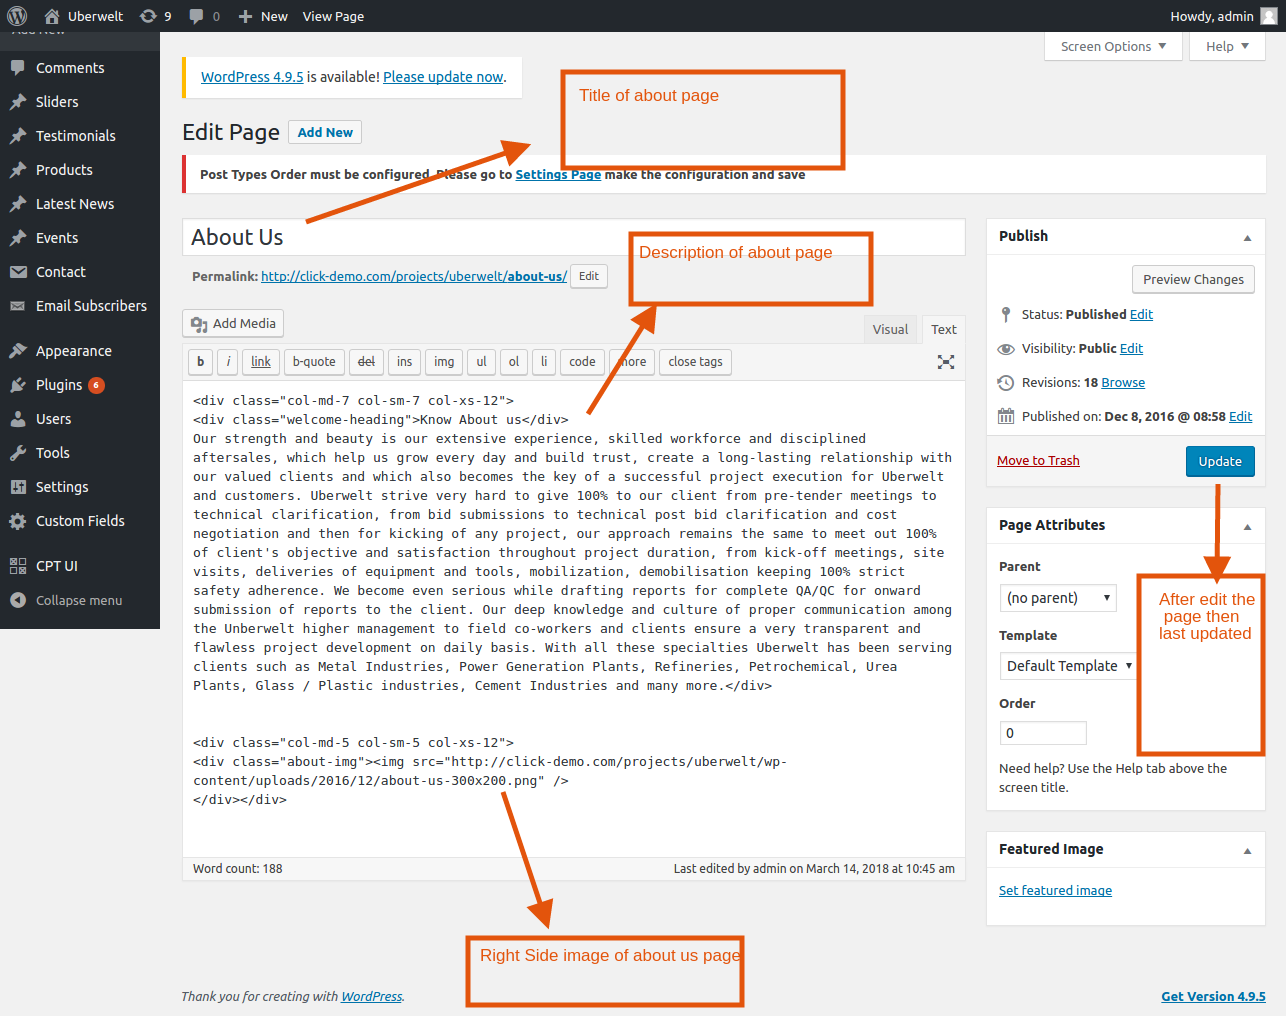 Uberwelt 9 0 New View Page Howdy, admin
Add New
Comments
Sliders
Testimonials
Products
Latest News
Events
Contact
Email Subscribers
Appearance
Plugins 6
Users
Tools
Settings
Custom Fields
CPT UI
Collapse menu
Screen Options Help
WordPress 4.9.5 is available! Please update now.
Title of about page
Edit Page Add New
Post Types Order must be configured. Please go to Settings Page make the configuration and save
About Us
Description of about page
Permalink: http://click-demo.com/projects/uberwelt/about-us/ Edit
Add Media
Visual Text
b i link b-quote del ins img ul ol li code more close tags
<div class="col-md-7 col-sm-7 col-xs-12">
<div class="welcome-heading">Know About us</div>
Our strength and beauty is our extensive experience, skilled workforce and disciplined
aftersales, which help us grow every day and build trust, create a long-lasting relationship with
our valued clients and which also becomes the key of a successful project execution for Uberwelt
and customers. Uberwelt strive very hard to give 100% to our client from pre-tender meetings to
technical clarification, from bid submissions to technical post bid clarification and cost
negotiation and then for kicking of any project, our approach remains the same to meet out 100%
of client's objective and satisfaction throughout project duration, from kick-off meetings, site
visits, deliveries of equipment and tools, mobilization, demobilisation keeping 100% strict
safety adherence. We become even serious while drafting reports for complete QA/QC for onward
submission of reports to the client. Our deep knowledge and culture of proper communication among
the Unberwelt higher management to field co-workers and clients ensure a very transparent and
flawless project development on daily basis. With all these specialties Uberwelt has been serving
clients such as Metal Industries, Power Generation Plants, Refineries, Petrochemical, Urea
Plants, Glass / Plastic industries, Cement Industries and many more.</div>
<div class="col-md-5 col-sm-5 col-xs-12">
<div class="about-img"><img src="http://click-demo.com/projects/uberwelt/wp-
content/uploads/2016/12/about-us-300x200.png" />
</div></div>
Word count: 188 Last edited by admin on March 14, 2018 at 10:45 am
Right Side image of about us page
Publish
Preview Changes
Status: Published Edit
Visibility: Public Edit
Revisions: 18 Browse
Published on: Dec 8, 2016 @ 08:58 Edit
Move to Trash Update
Page Attributes
Parent
(no parent)
Template
Default Template
Order
0
After edit the
page then
last updated
Need help? Use the Help tab above the
screen title.
Featured Image
Set featured image
Thank you for creating with WordPress. Get Version 4.9.5